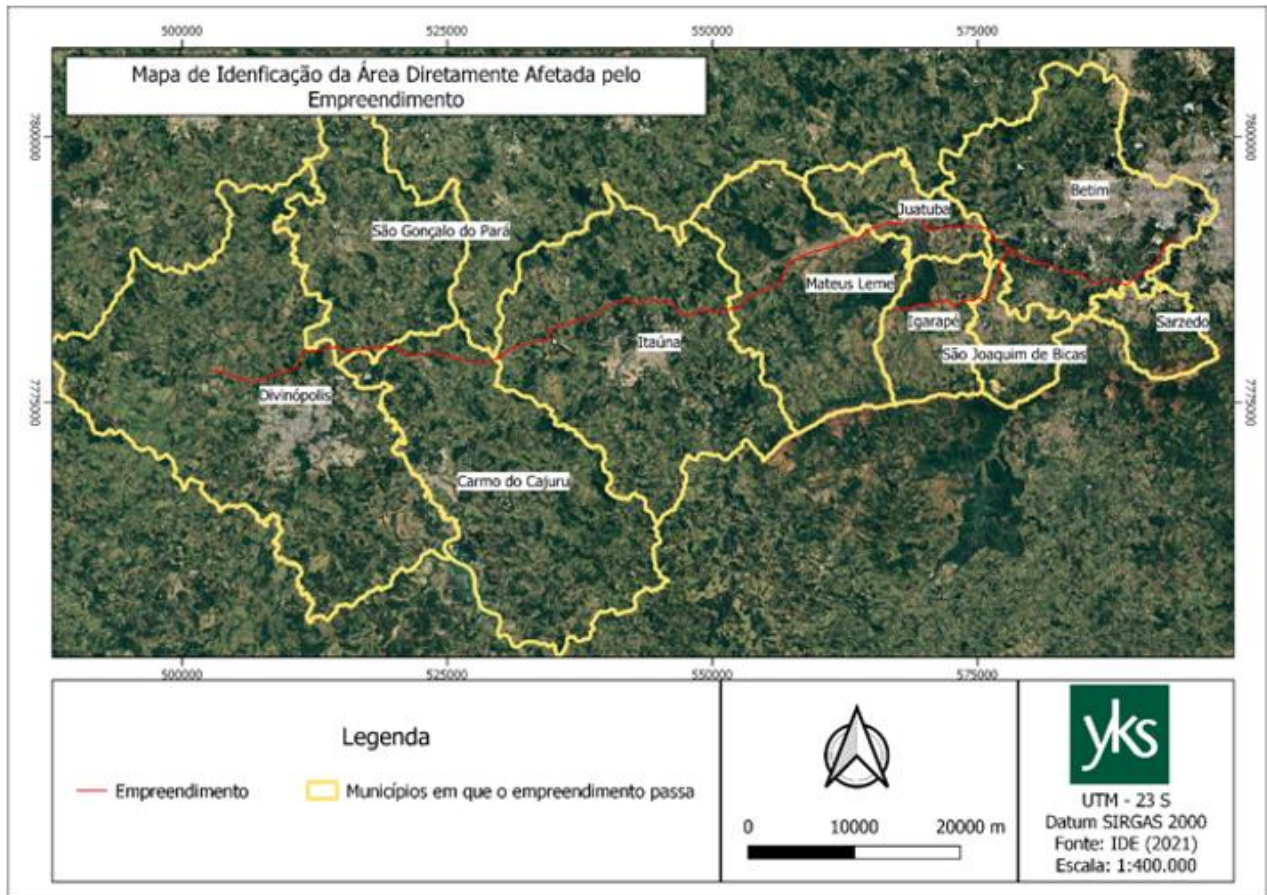 500000
525000
550000
575000
Mapa de Idenficação da Área Diretamente Afetada pelo
Empreendimento
7800000
7800000
Betim
Juatuba
São Gonçalo do Pará
Mateus Leme
Igarapé
Sarzedo
Itaúna
São Joaquim de Bicas
Divinópolis
7775000
7775000
Carmo do Cajuru
500000
525000
550000
575000
Legenda
Empreendimento
Municípios em que o empreendimento passa
0
10000
20000 m
yks
UTM - 23 S
Datum SIRGAS 2000
Fonte: IDE (2021)
Escala: 1:400.000